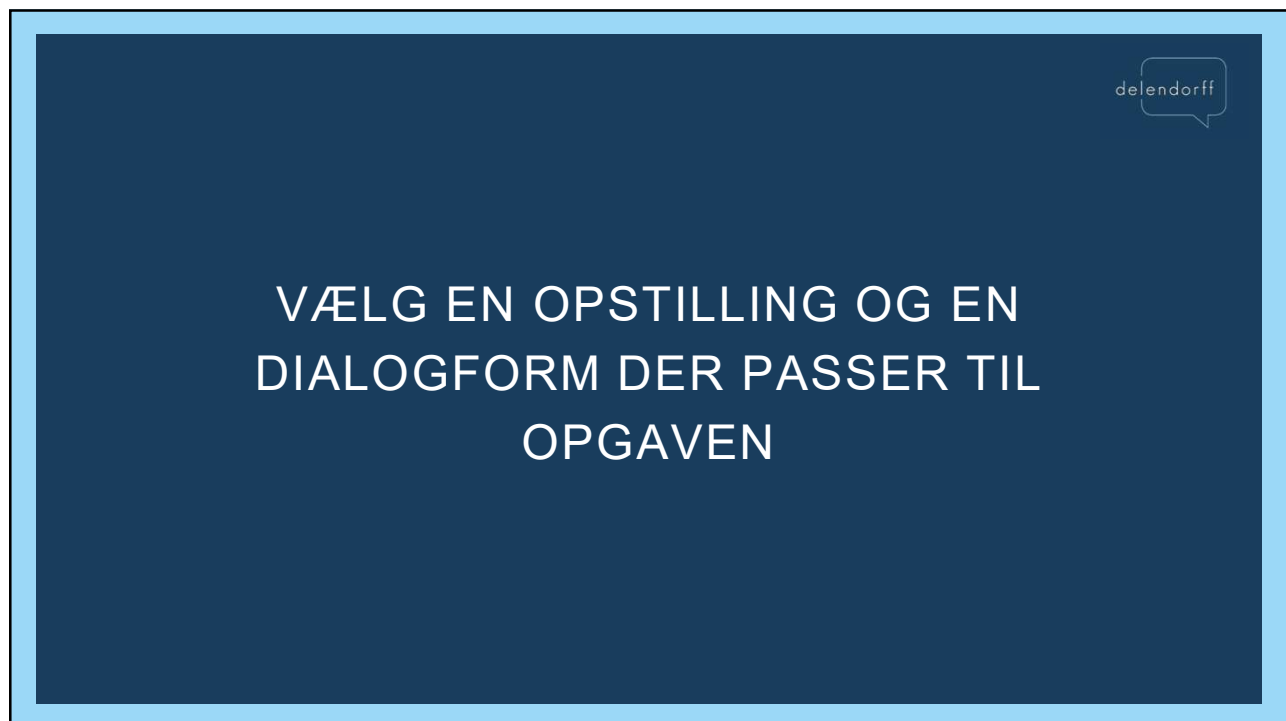 delendorff
VÆLG EN OPSTILLING OG EN
DIALOGFORM DER PASSER TIL
OPGAVEN